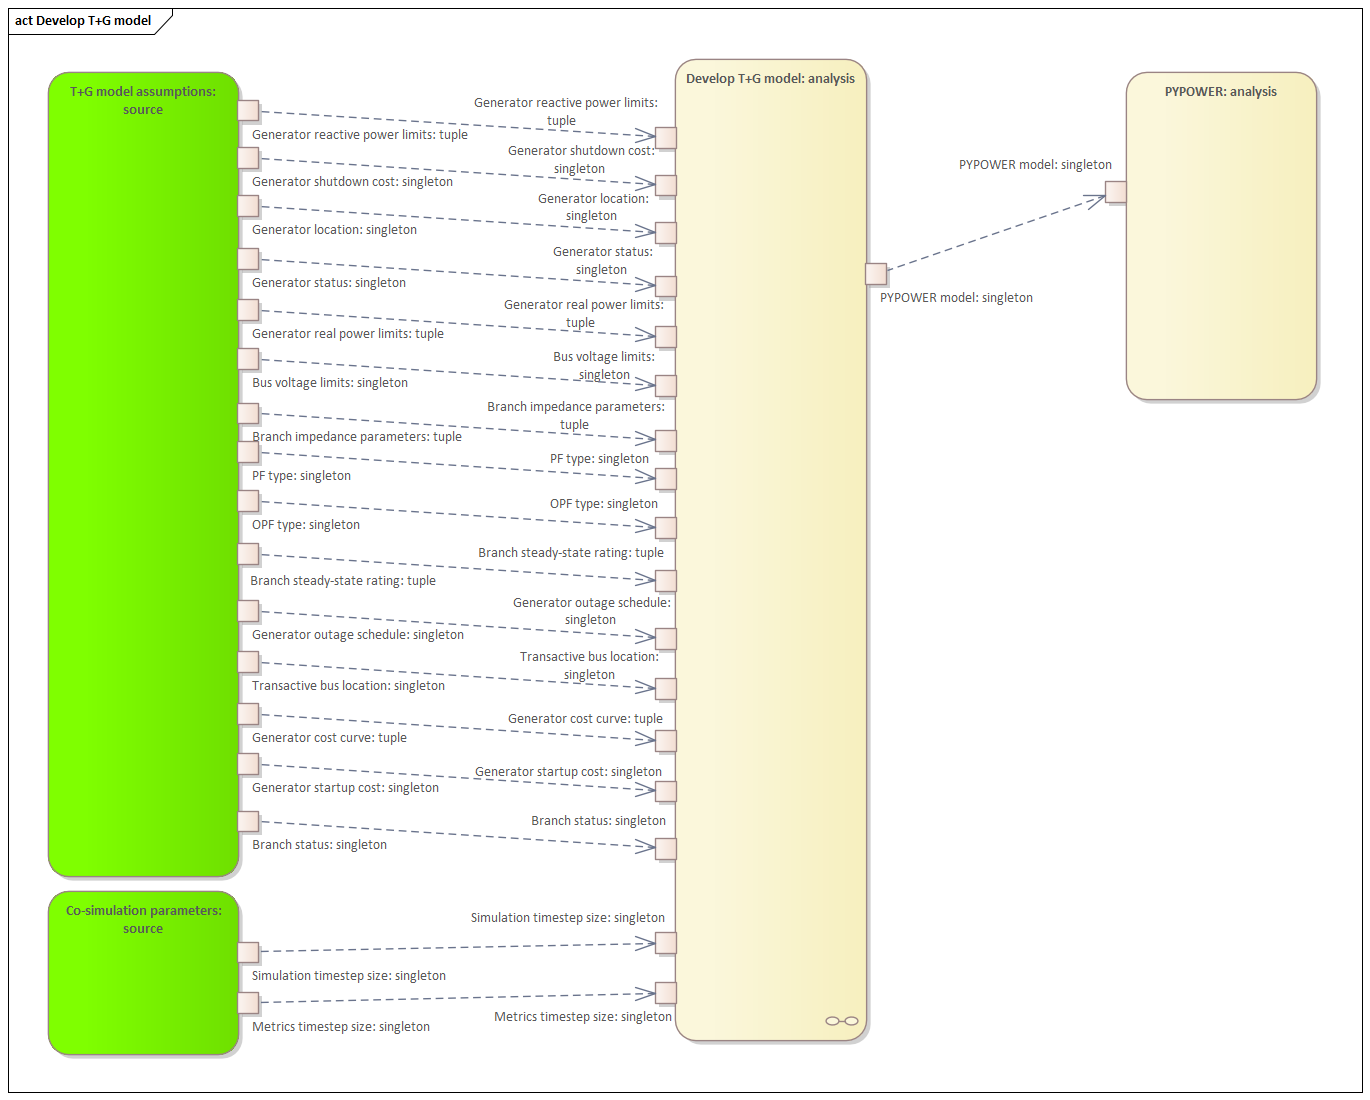 act Develop T+G model
T+G model assumptions:
source
Generator reactive power limits: tuple
Generator shutdown cost: singleton
Generator location: singleton
Generator status: singleton
Generator real power limits: tuple
Bus voltage limits: singleton
Branch impedance parameters: tuple
PF type: singleton
OPF type: singleton
Branch steady-state rating: tuple
Generator outage schedule: singleton
Transactive bus location: singleton
Generator cost curve: tuple
Generator startup cost: singleton
Branch status: singleton
Co-simulation parameters:
source
Simulation timestep size: singleton
Metrics timestep size: singleton
Develop T+G model: analysis
Generator reactive power limits:
tuple
Generator shutdown cost:
singleton
Generator location:
singleton
Generator status:
singleton
Generator real power limits:
tuple
Bus voltage limits:
singleton
Branch impedance parameters:
tuple
PF type: singleton
OPF type: singleton
Branch steady-state rating: tuple
Generator outage schedule:
singleton
Transactive bus location:
singleton
Generator cost curve: tuple
Generator startup cost: singleton
Branch status: singleton
Simulation timestep size: singleton
Metrics timestep size: singleton
PYPOWER model: singleton
PYPOWER: analysis
PYPOWER model: singleton